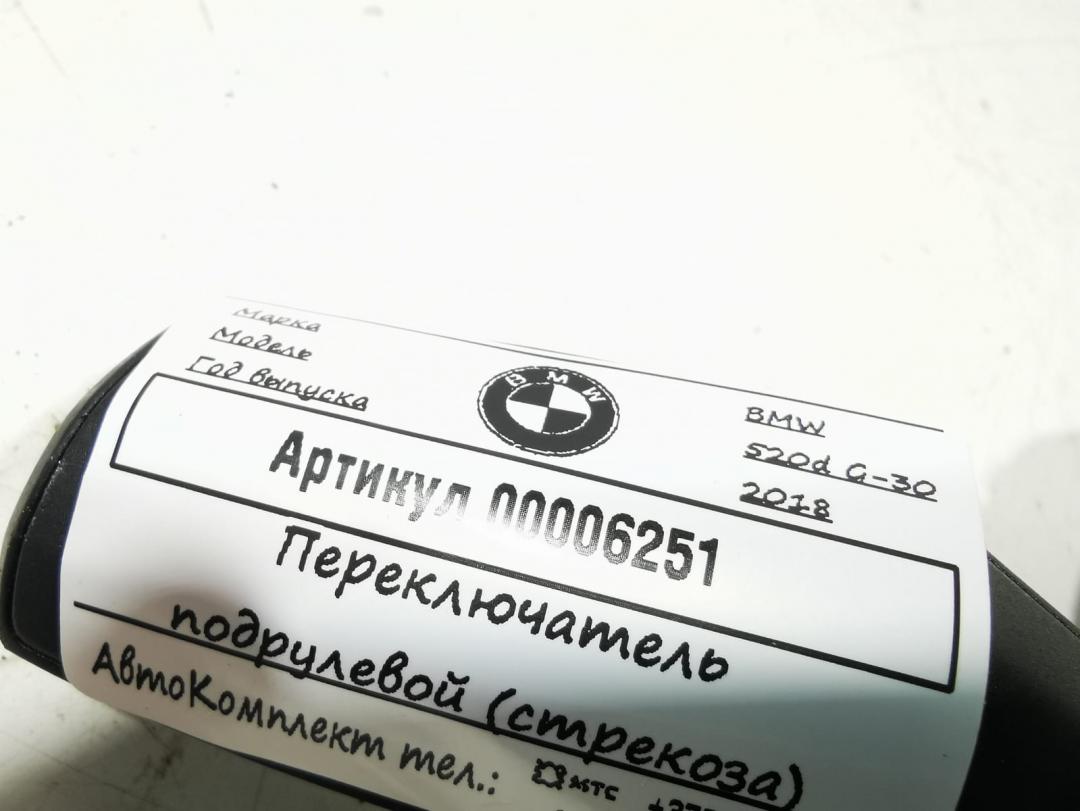 Марка
Модель
Год выпуска
BMW
BMW
520d G-30
2018
Артикул 00006251
Переключатель
подрулевой (стрекоза)
АвтоКомплект тел.: мтс